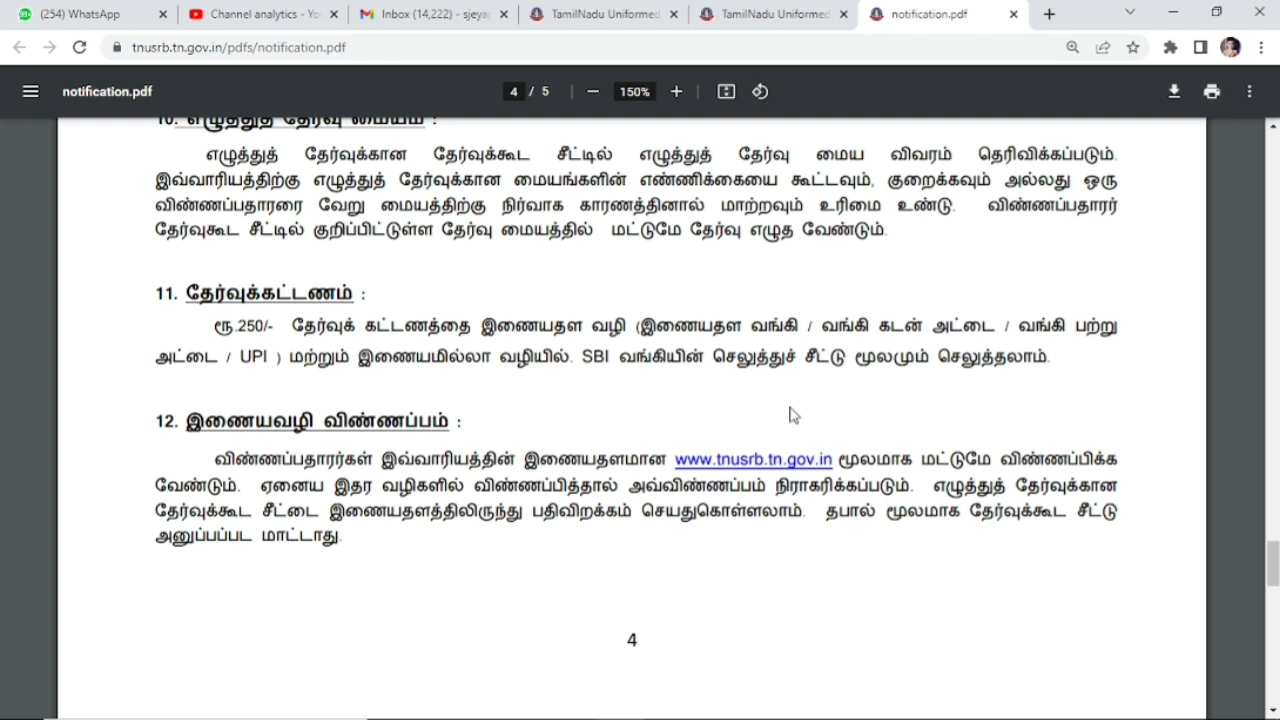 (254) WhatsApp
Channel analytics - Yo
Inbox (14,222) - sjeya
TamilNadu Uniformed
TamilNadu Uniformed
notification.pdf
tnusrb.tn.gov.in/pdfs/notification.pdf
notification.pdf
4 / 5
150%
10. எழுத்துத் தேர்வு மையம் :
எழுத்துத் தேர்வுக்கான தேர்வுக்கூட சீட்டில் எழுத்துத் தேர்வு மைய விவரம் தெரிவிக்கப்படும்.
இவ்வாரியத்திற்கு எழுத்துத் தேர்வுக்கான மையங்களின் எண்ணிக்கையை கூட்டவும், குறைக்கவும் அல்லது ஒரு
விண்ணப்பதாரரை வேறு மையத்திற்கு நிர்வாக காரணத்தினால் மாற்றவும் உரிமை உண்டு. விண்ணப்பதாரர்
தேர்வுகூட சீட்டில் குறிப்பிட்டுள்ள தேர்வு மையத்தில் மட்டுமே தேர்வு எழுத வேண்டும்.
11. தேர்வுக்கட்டணம் :
ரூ.250/- தேர்வுக் கட்டணத்தை இணையதள வழி (இணையதள வங்கி / வங்கி கடன் அட்டை / வங்கி பற்று
அட்டை / UPI ) மற்றும் இணையமில்லா வழியில். SBI வங்கியின் செலுத்துச் சீட்டு மூலமும் செலுத்தலாம்.
12. இணையவழி விண்ணப்பம் :
விண்ணப்பதாரர்கள் இவ்வாரியத்தின் இணையதளமான www.tnusrb.tn.gov.in மூலமாக மட்டுமே விண்ணப்பிக்க
வேண்டும். ஏனைய இதர வழிகளில் விண்ணப்பித்தால் அவ்விண்ணப்பம் நிராகரிக்கப்படும். எழுத்துத் தேர்வுக்கான
தேர்வுக்கூட சீட்டை இணையதளத்திலிருந்து பதிவிறக்கம் செயதுகொள்ளலாம். தபால் மூலமாக தேர்வுக்கூட சீட்டு
அனுப்பப்பட மாட்டாது.
4